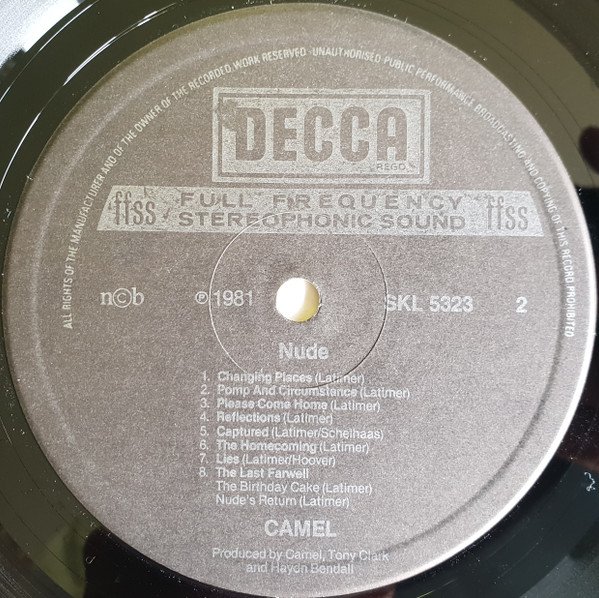 ALL RIGHTS OF THE MANUFACTURER AND OF THE OWNER OF THE RECORDED WORK RESERVED · UNAUTHORISED PUBLIC PERFORMANCE BROADCASTING AND COPYING OF THIS RECORD PROHIBITED
DECCA
REGD.
ffss FULL FREQUENCY STEREOPHONIC SOUND ffss
n©b ℗ 1981 SKL 5323 2
Nude
1. Changing Places (Latimer)
2. Pomp And Circumstance (Latimer)
3. Please Come Home (Latimer)
4. Reflections (Latimer)
5. Captured (Latimer/Schelhaas)
6. The Homecoming (Latimer)
7. Lies (Latimer/Hoover)
8. The Last Farwell
The Birthday Cake (Latimer)
Nude's Return (Latimer)
CAMEL
Produced by Camel, Tony Clark
and Haydn Bendall